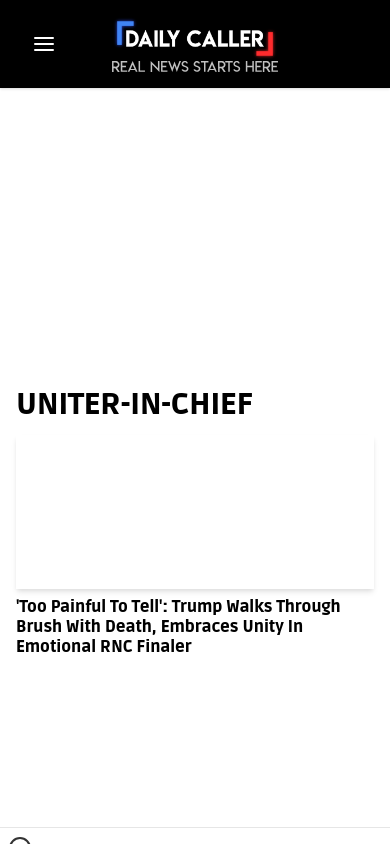 DAILY CALLER
REAL NEWS STARTS HERE
UNITER-IN-CHIEF
'Too Painful To Tell': Trump Walks Through
Brush With Death, Embraces Unity In
Emotional RNC Finaler